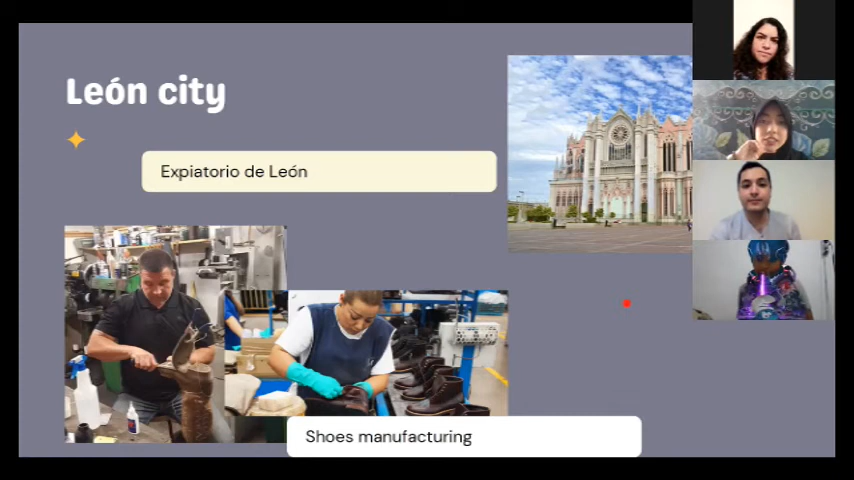 León city
Expiatorio de León
Shoes manufacturing